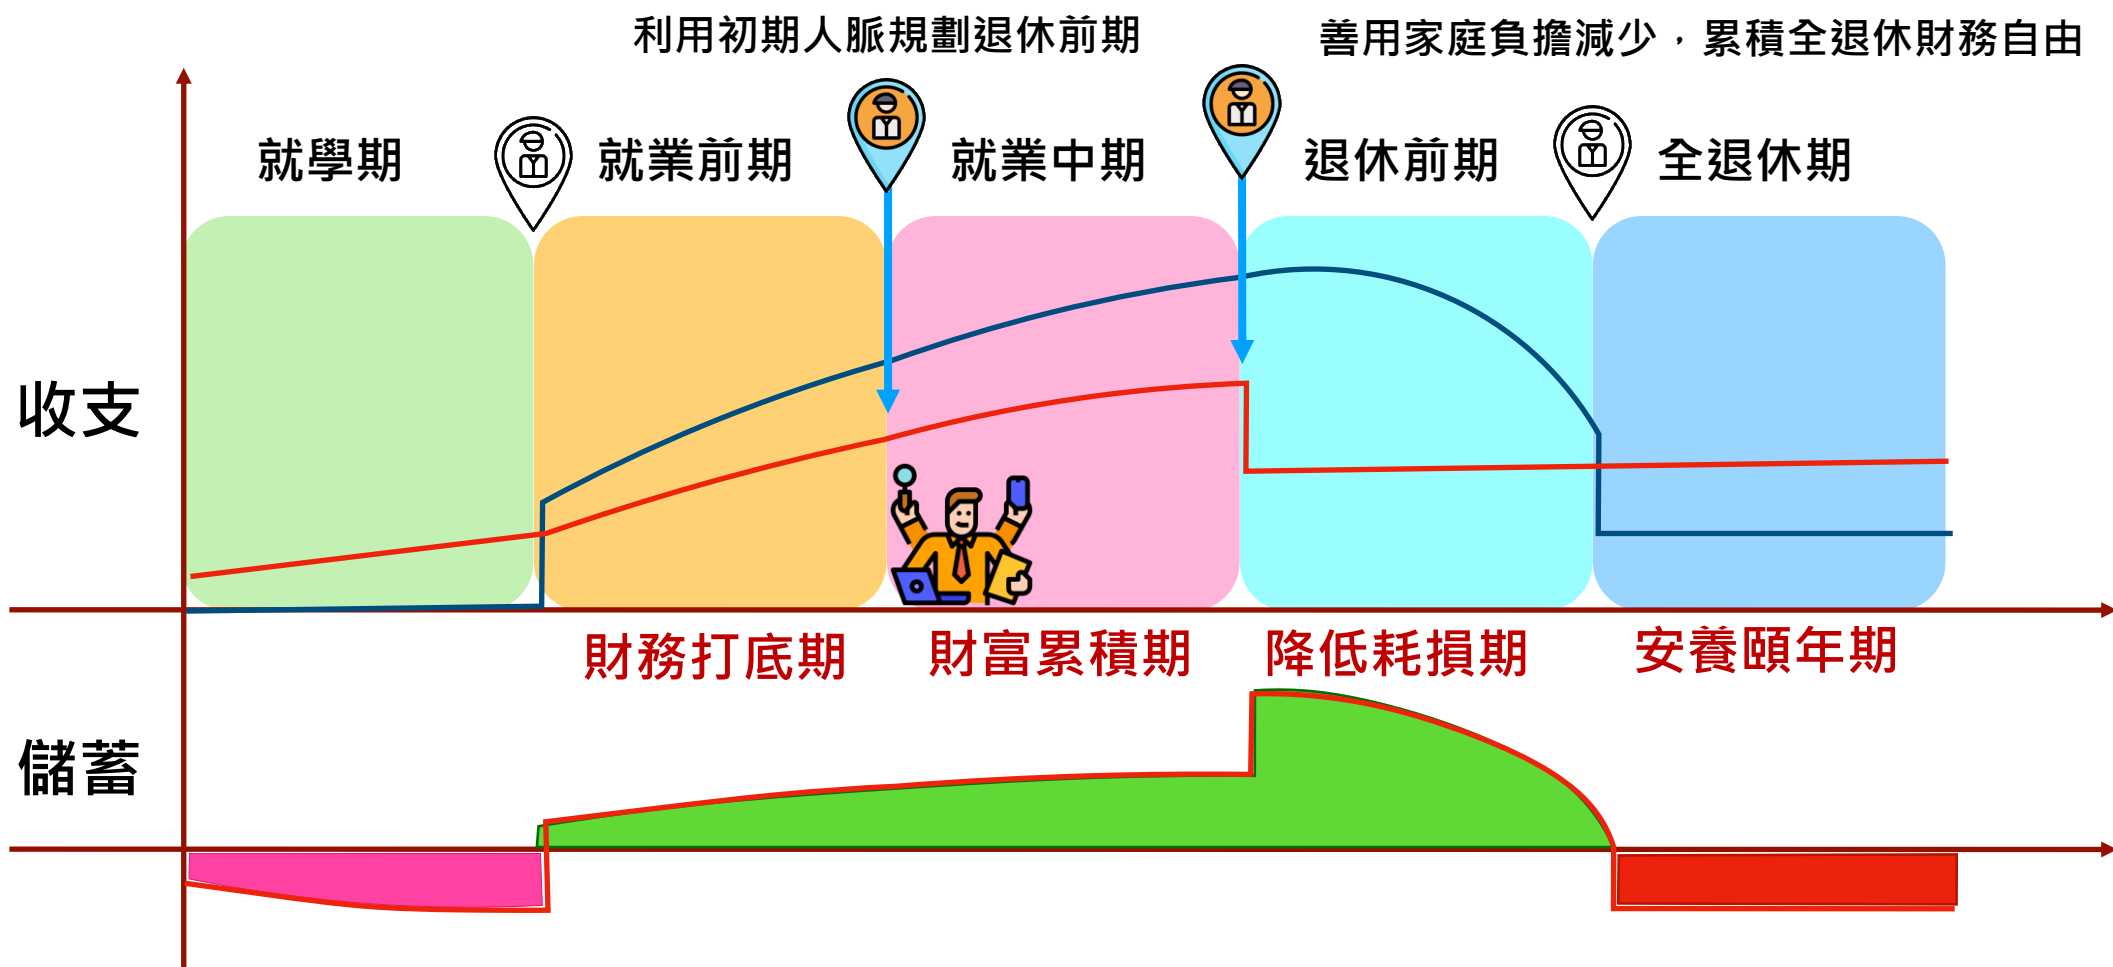 利用初期人脈規劃退休前期
善用家庭負擔減少，累積全退休財務自由
就學期
就業前期
就業中期
退休前期
全退休期
收支
財務打底期
財富累積期
降低耗損期
安養頤年期
儲蓄